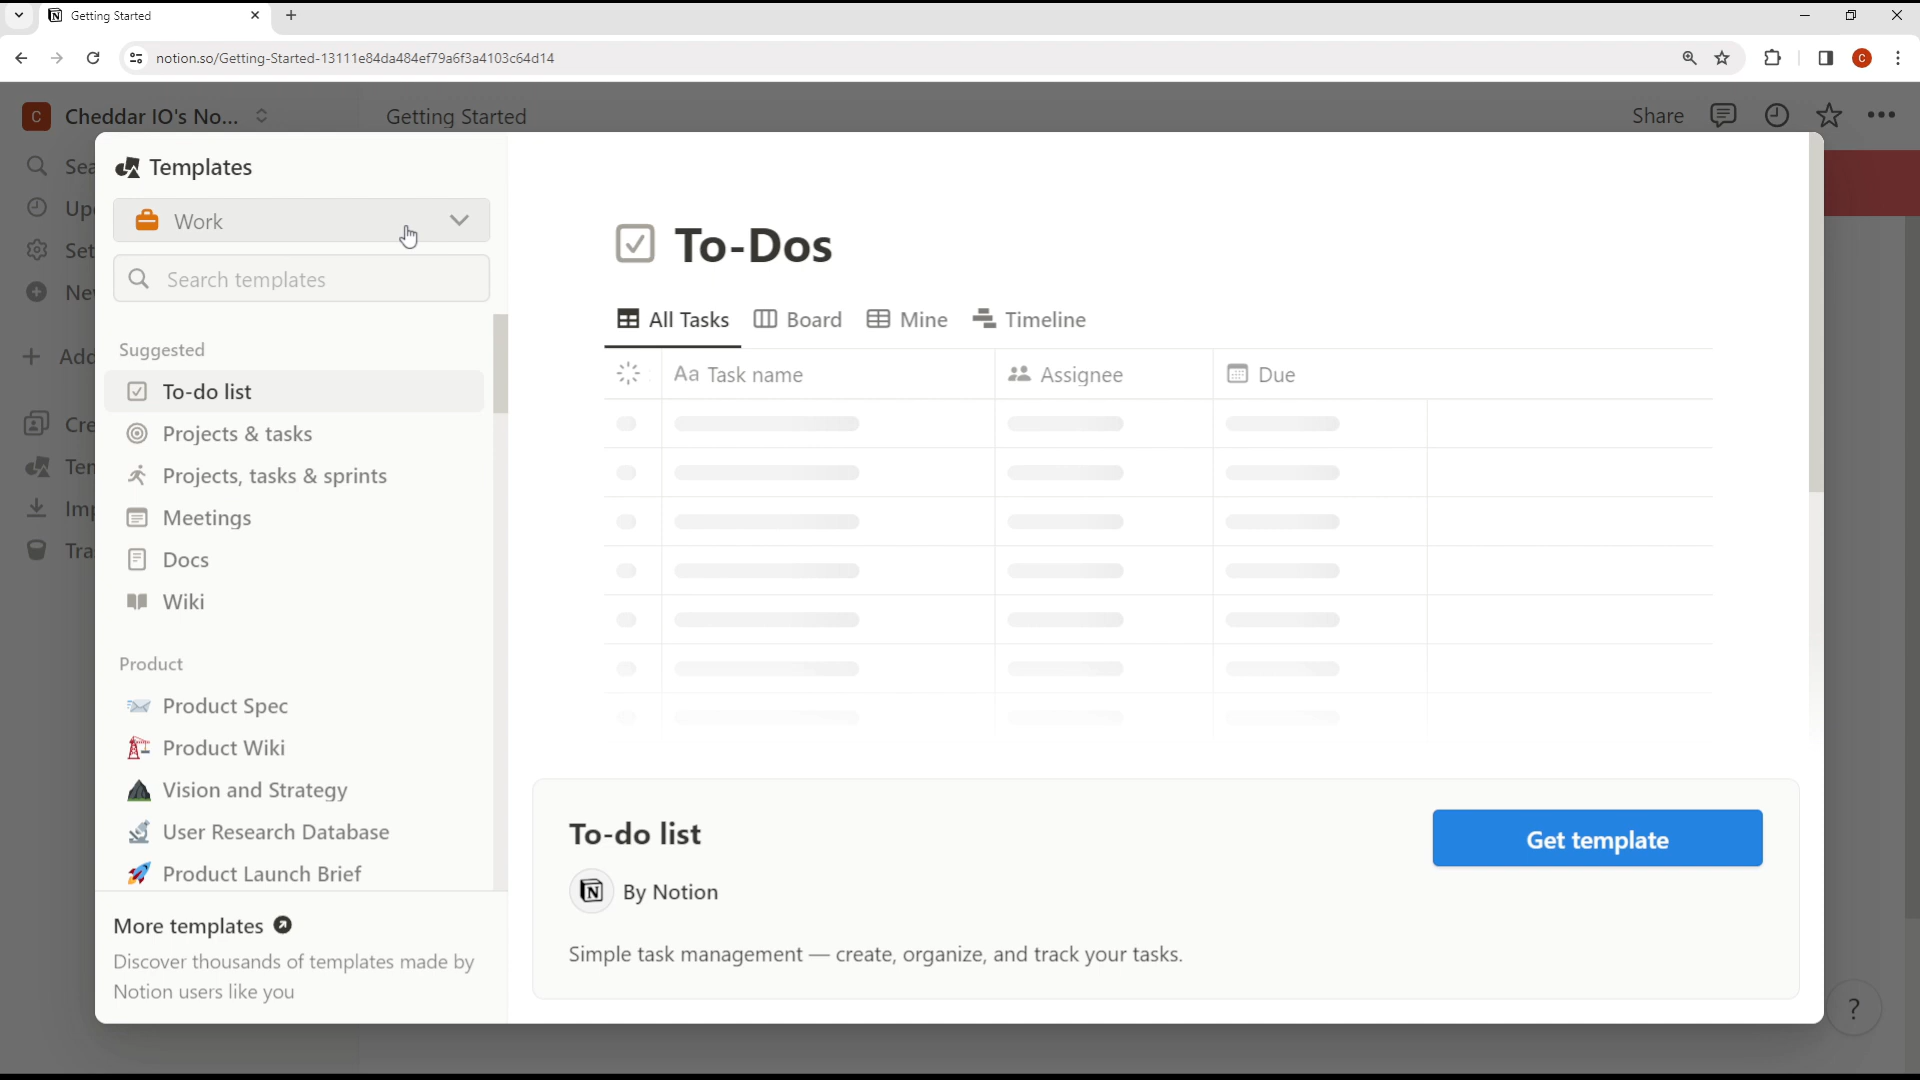 Getting Started
notion.so/Getting-Started-13111e84da484ef79a6f3a4103c64d14
C
C Cheddar IO's No...
Getting Started
Share
Templates
Work
Search templates
Suggested
To-do list
Projects & tasks
Projects, tasks & sprints
Meetings
Docs
Wiki
Product
Product Spec
Product Wiki
Vision and Strategy
User Research Database
Product Launch Brief
More templates
Discover thousands of templates made by
Notion users like you
To-Dos
All Tasks Board Mine Timeline
Aa Task name Assignee Due
To-do list
Get template
By Notion
Simple task management — create, organize, and track your tasks.
?